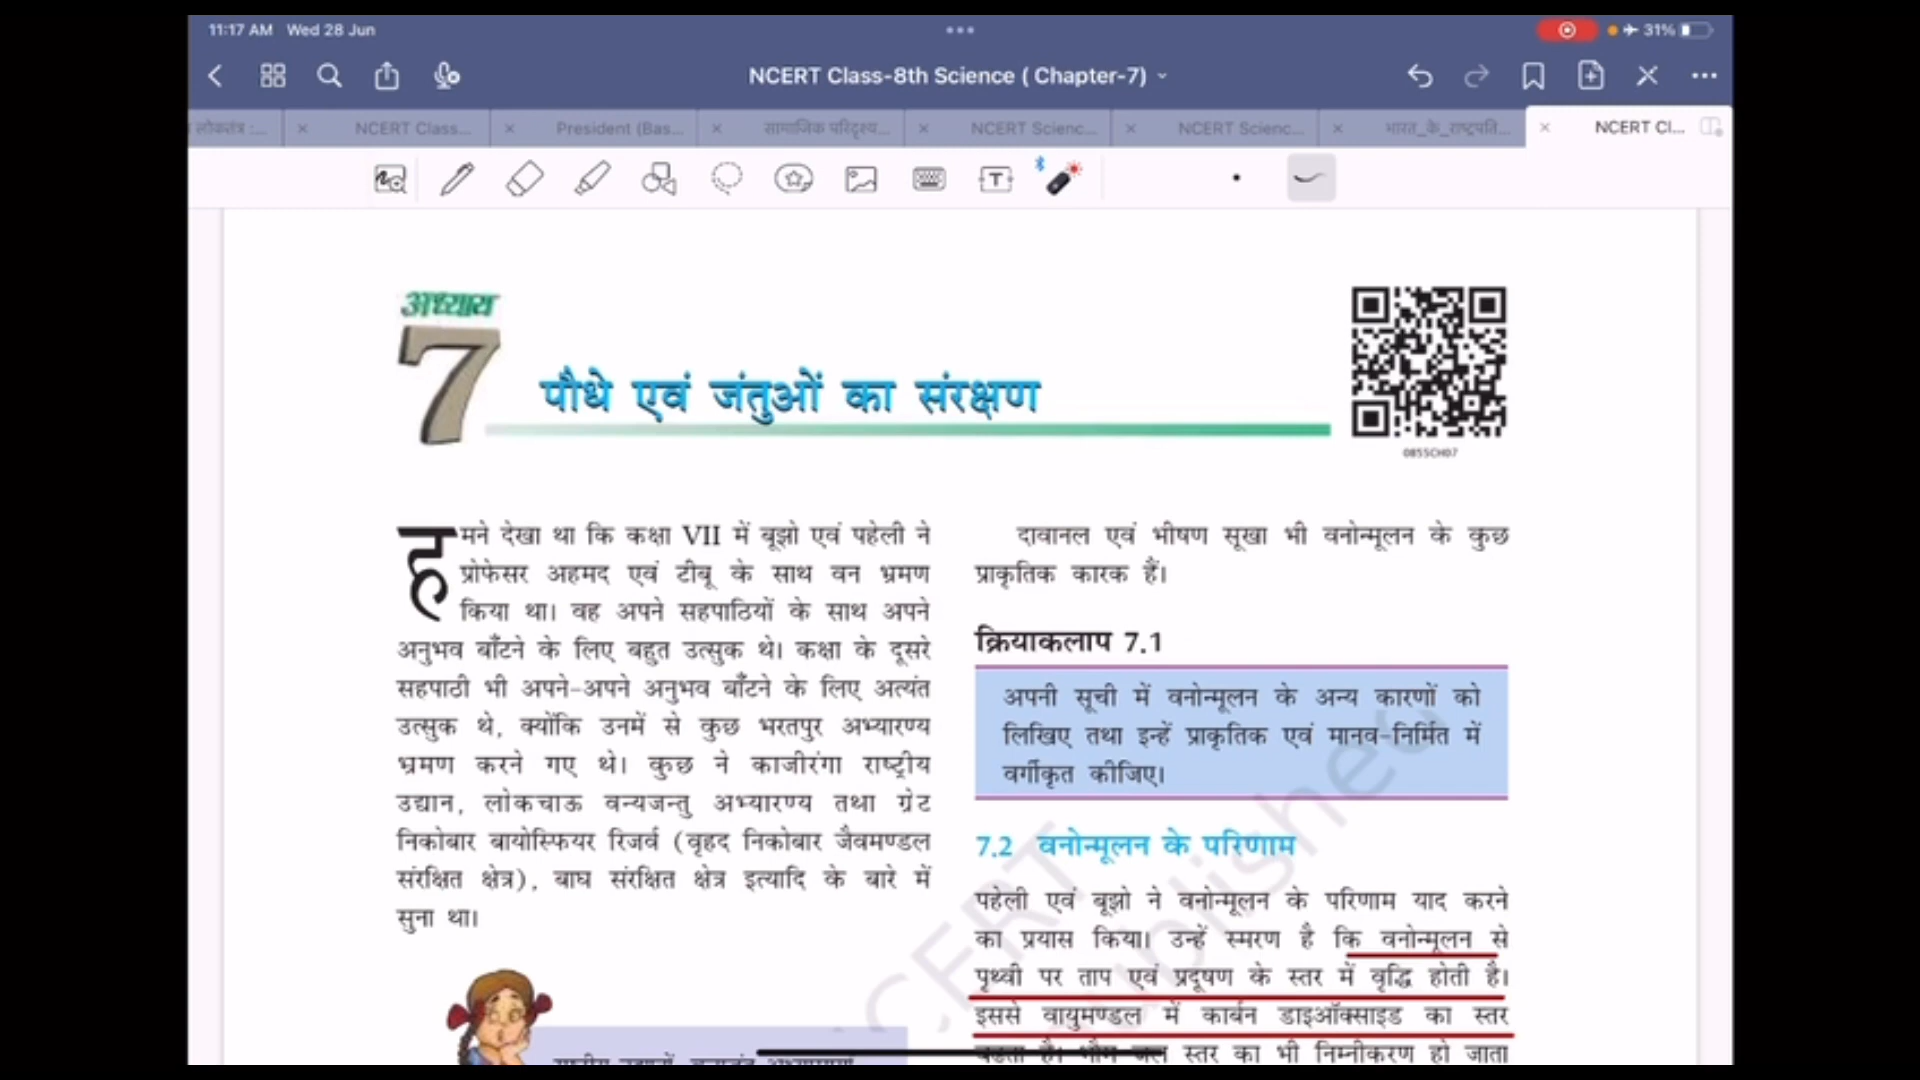 11:17 AM Wed 28 Jun
31%
NCERT Class-8th Science ( Chapter-7)
लोकतंत्र :...
NCERT Class...
President (Bas...
सामाजिक परिदृश्य...
NCERT Scienc...
NCERT Scienc...
भारत_के_राष्ट्रपति...
NCERT Cl...
अध्याय
7
पौधे एवं जंतुओं का संरक्षण
0855CH07
हमने देखा था कि कक्षा VII में बूझो एवं पहेली ने
प्रोफेसर अहमद एवं टीबू के साथ वन भ्रमण
किया था। वह अपने सहपाठियों के साथ अपने
अनुभव बाँटने के लिए बहुत उत्सुक थे। कक्षा के दूसरे
सहपाठी भी अपने-अपने अनुभव बाँटने के लिए अत्यंत
उत्सुक थे, क्योंकि उनमें से कुछ भरतपुर अभ्यारण्य
भ्रमण करने गए थे। कुछ ने काजीरंगा राष्ट्रीय
उद्यान, लोकचाऊ वन्यजन्तु अभ्यारण्य तथा ग्रेट
निकोबार बायोस्फियर रिजर्व (वृहद निकोबार जैवमण्डल
संरक्षित क्षेत्र), बाघ संरक्षित क्षेत्र इत्यादि के बारे में
सुना था।
दावानल एवं भीषण सूखा भी वनोन्मूलन के कुछ
प्राकृतिक कारक हैं।
क्रियाकलाप 7.1
अपनी सूची में वनोन्मूलन के अन्य कारणों को
लिखिए तथा इन्हें प्राकृतिक एवं मानव-निर्मित में
वर्गीकृत कीजिए।
7.2 वनोन्मूलन के परिणाम
पहेली एवं बूझो ने वनोन्मूलन के परिणाम याद करने
का प्रयास किया। उन्हें स्मरण है कि वनोन्मूलन से
पृथ्वी पर ताप एवं प्रदूषण के स्तर में वृद्धि होती है।
इससे वायुमण्डल में कार्बन डाइऑक्साइड का स्तर
बढ़ता है। भौम जल स्तर का भी निम्नीकरण हो जाता